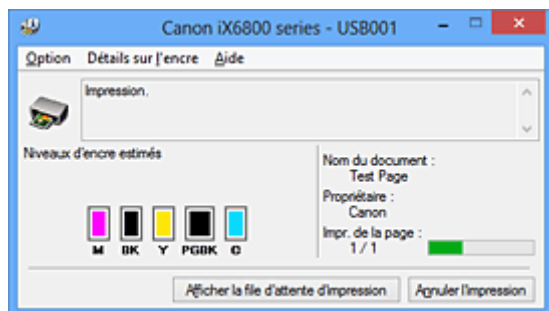 Canon iX6800 series - USB001
Option Détails sur l'encre Aide
Impression.
Niveaux d'encre estimés
Nom du document :
Test Page
Propriétaire :
Canon
Impr. de la page :
1 / 1
M BK Y PGBK C
Afficher la file d'attente d'impression Annuler l'impression